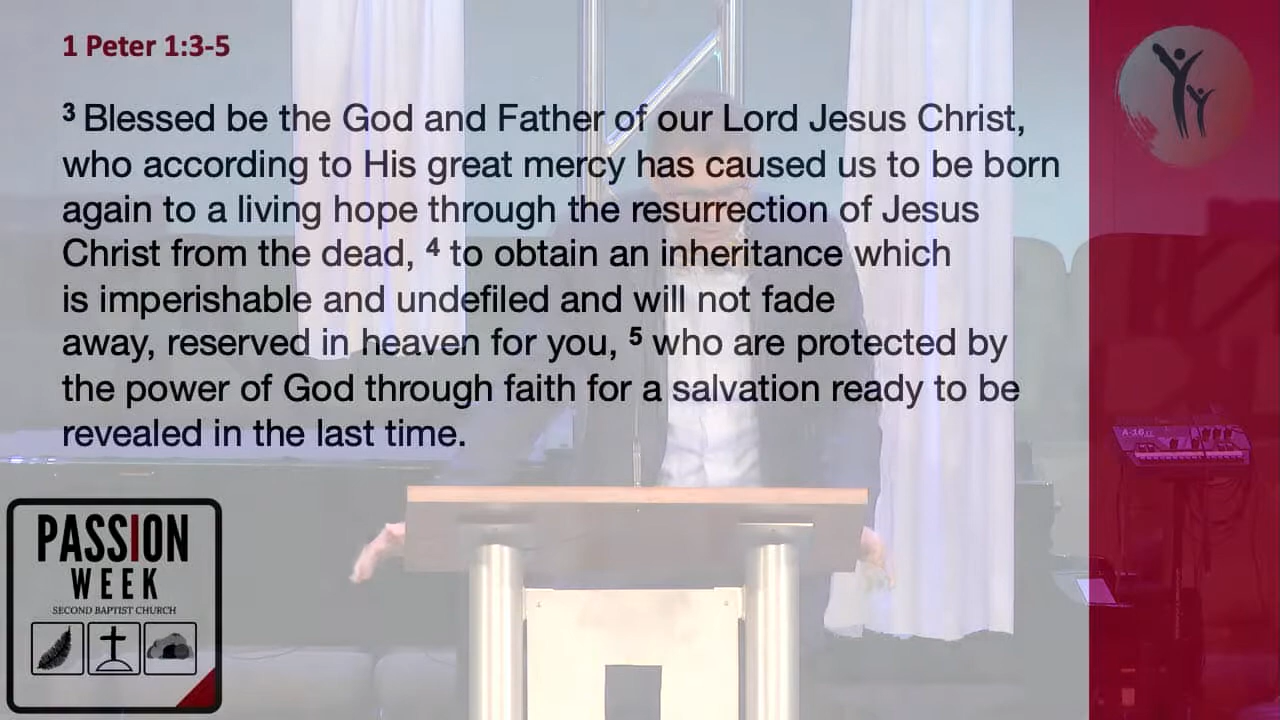 1 Peter 1:3-5
3 Blessed be the God and Father of our Lord Jesus Christ,
who according to His great mercy has caused us to be born
again to a living hope through the resurrection of Jesus
Christ from the dead, 4 to obtain an inheritance which
is imperishable and undefiled and will not fade
away, reserved in heaven for you, 5 who are protected by
the power of God through faith for a salvation ready to be
revealed in the last time.
PASSION
WEEK
SECOND BAPTIST CHURCH
A-16